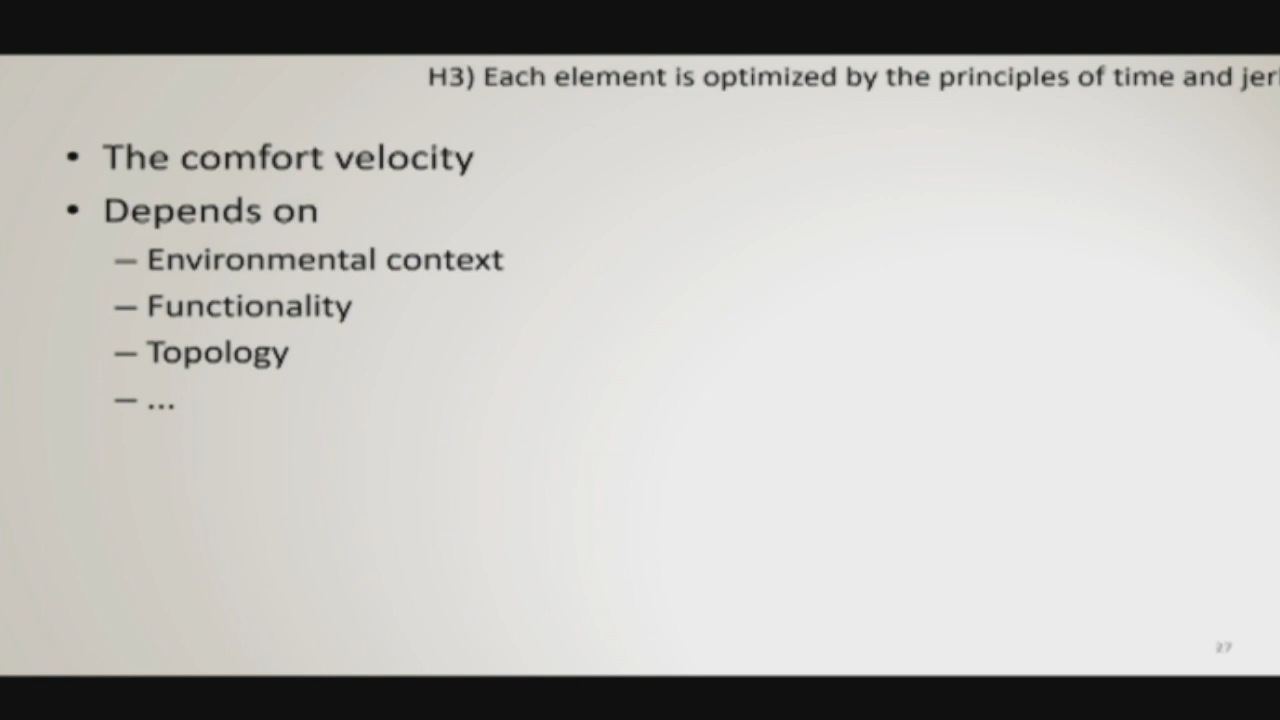 H3) Each element is optimized by the principles of time and
• The comfort velocity
• Depends on
– Environmental context
– Functionality
– Topology
– ...
27